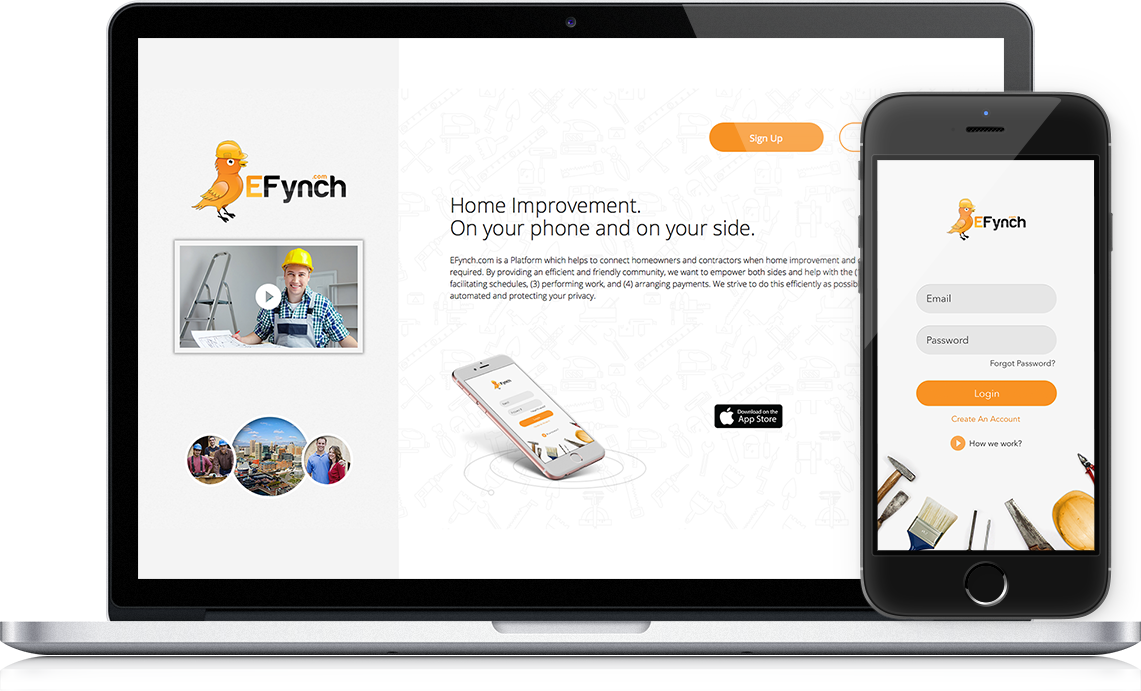 EFynch
.com
Sign Up
Home Improvement.
On your phone and on your side.
EFynch.com is a Platform which helps to connect homeowners and contractors when home improvement and
required. By providing an efficient and friendly community, we want to empower both sides and help with the
facilitating schedules, (3) performing work, and (4) arranging payments. We strive to do this efficiently as
automated and protecting your privacy.
EFynch
Download on the
App Store
EFynch
Email
Password
Forgot Password?
Login
Create An Account
How we work?